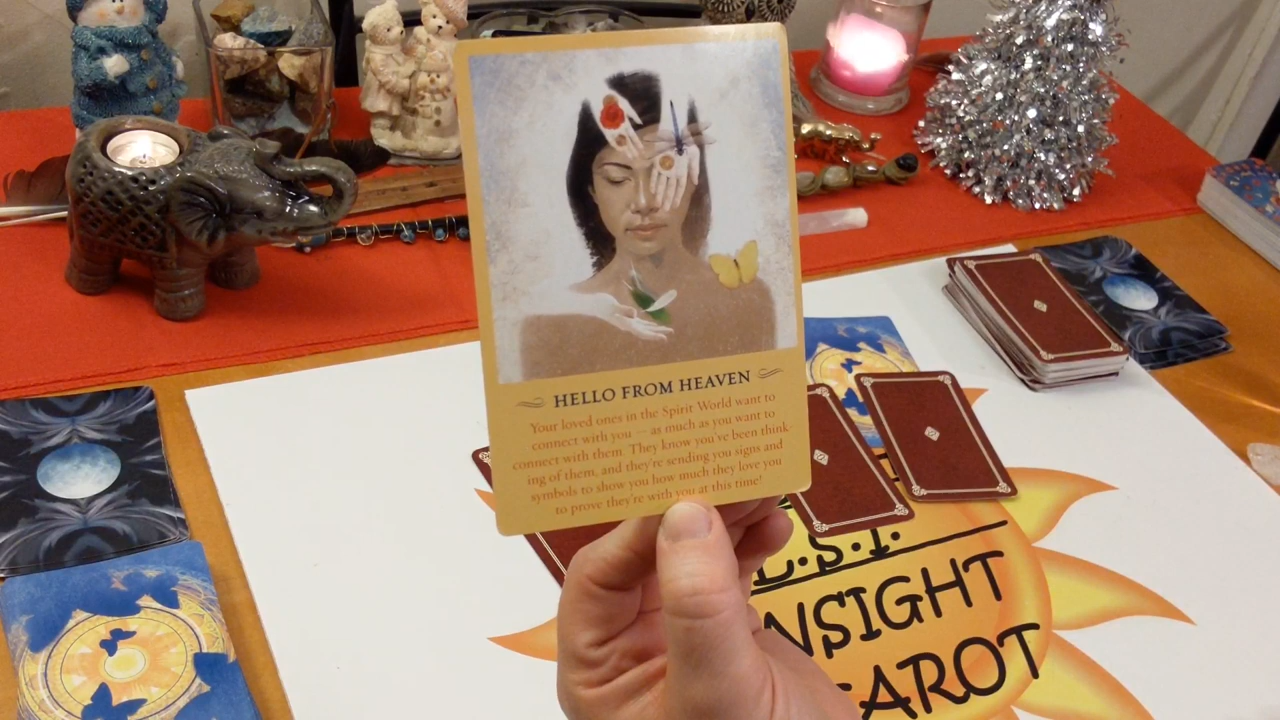 HELLO FROM HEAVEN
Your loved ones in the Spirit World want to
connect with you — as much as you want to
connect with them. They know you've been think-
ing of them, and they're sending you signs and
symbols to show you how much they love you
to prove they're with you at this time!
L.S.I.
NSIGHT
TAROT